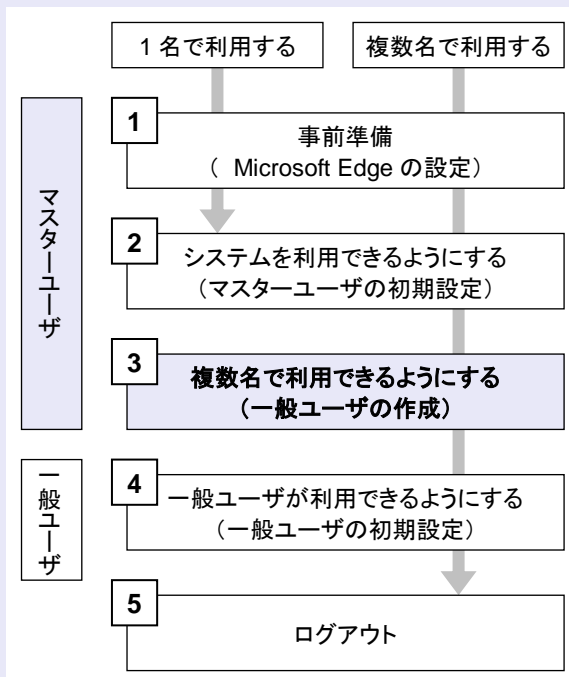 1 名で利用する
複数名で利用する
マスターユーザ
1
事前準備
（ Microsoft Edge の設定）
2
システムを利用できるようにする
（マスターユーザの初期設定）
3
複数名で利用できるようにする
（一般ユーザの作成）
一般ユーザ
4
一般ユーザが利用できるようにする
（一般ユーザの初期設定）
5
ログアウト